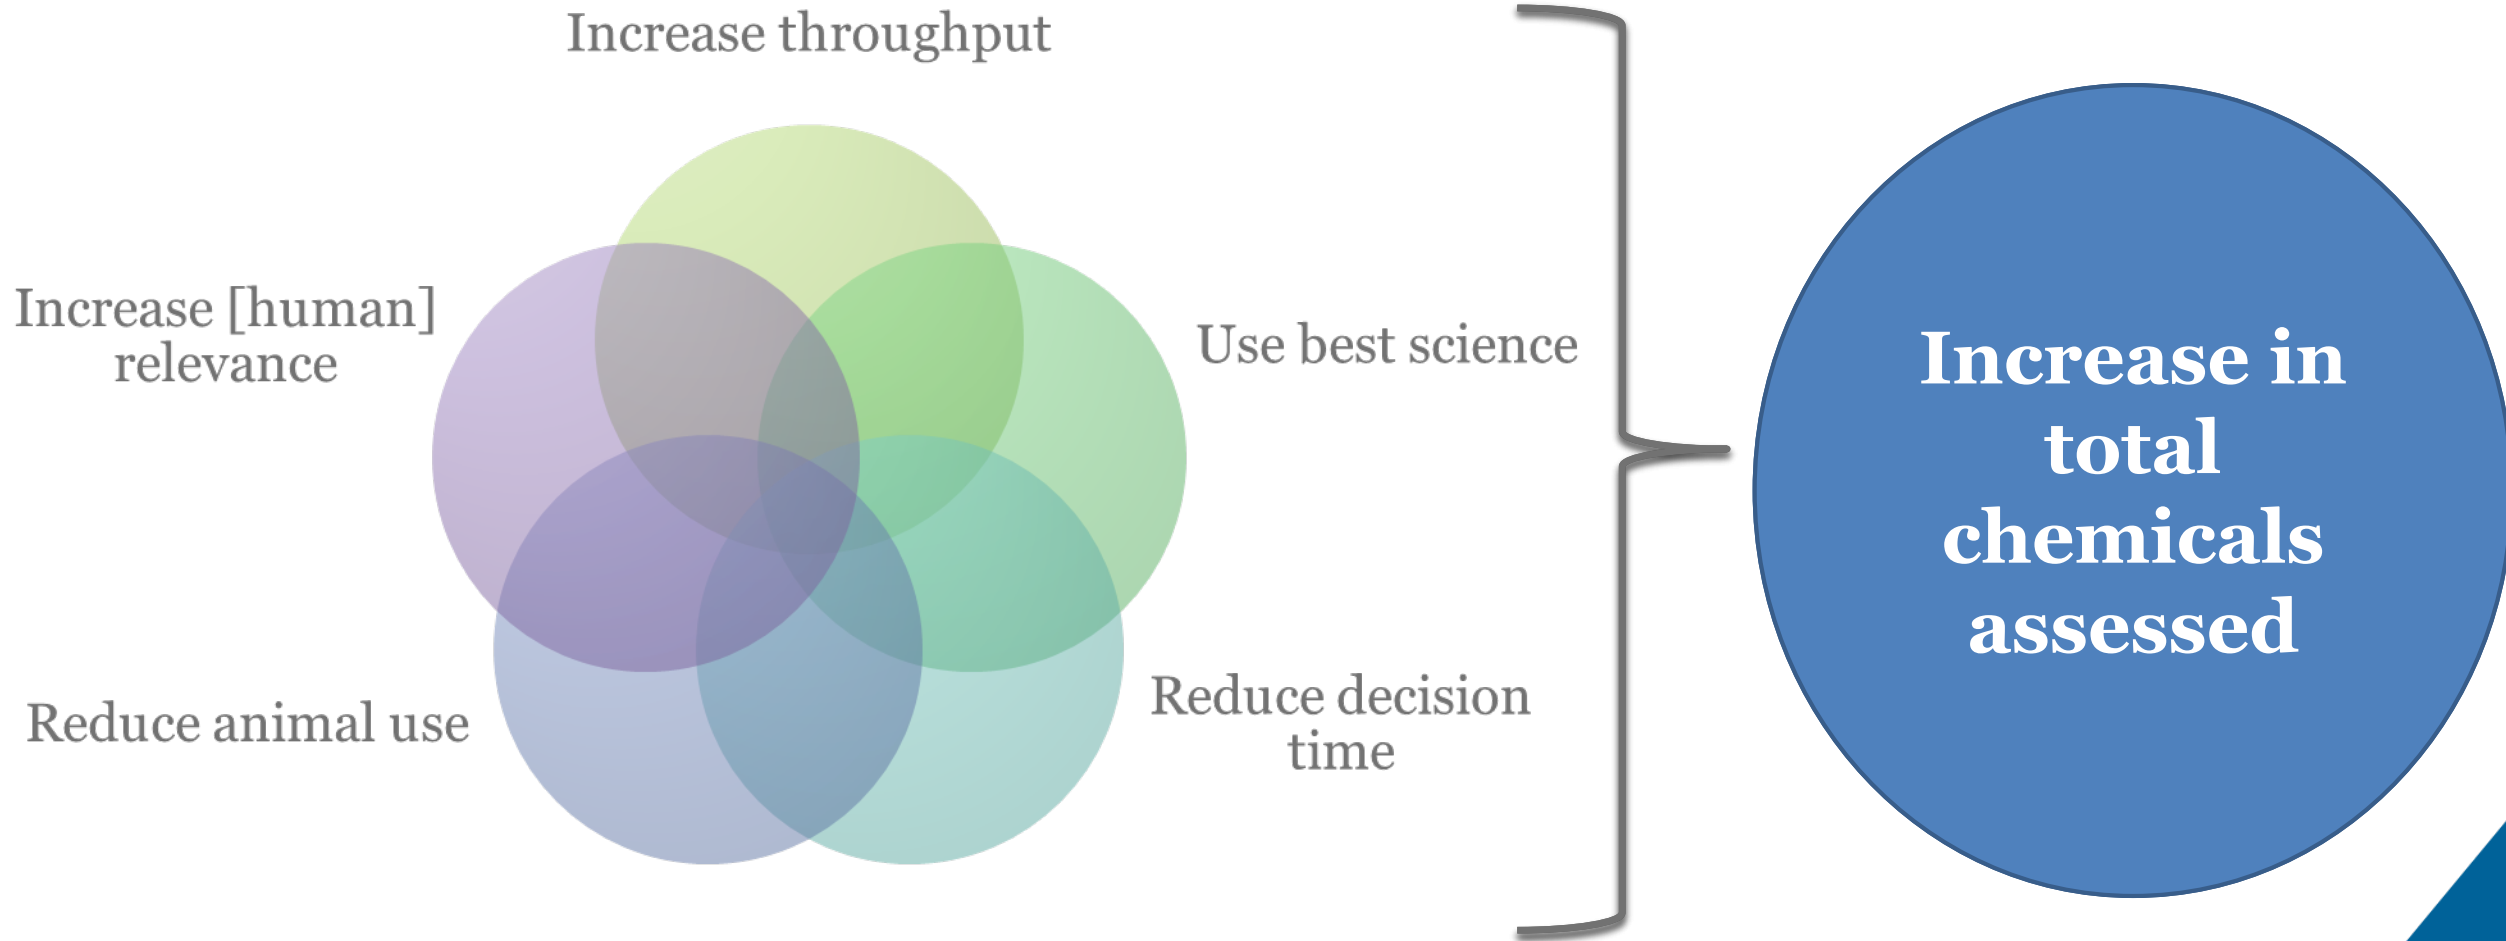 Increase throughput
Increase [human]
relevance
Use best science
Reduce animal use
Reduce decision
time
Increase in
total
chemicals
assessed